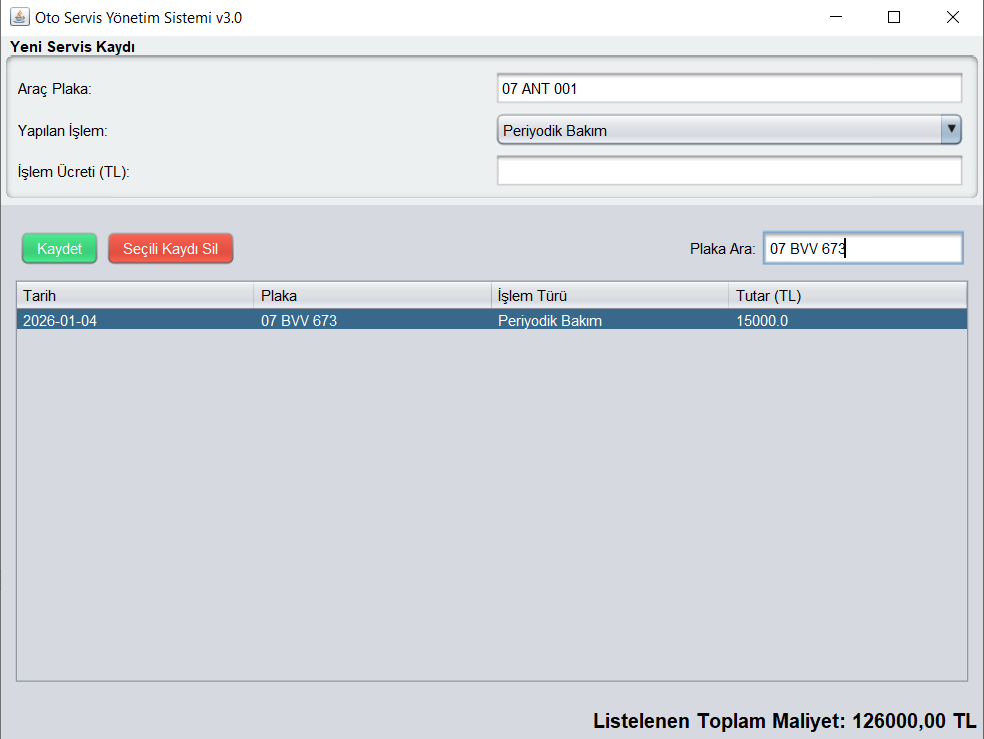 Oto Servis Yönetim Sistemi v3.0
Yeni Servis Kaydı
Araç Plaka: 07 ANT 001
Yapılan İşlem: Periyodik Bakım
İşlem Ücreti (TL):
Kaydet Seçili Kaydı Sil Plaka Ara: 07 BVV 673
Tarih Plaka İşlem Türü Tutar (TL)
2026-01-04 07 BVV 673 Periyodik Bakım 15000.0
Listelenen Toplam Maliyet: 126000,00 TL